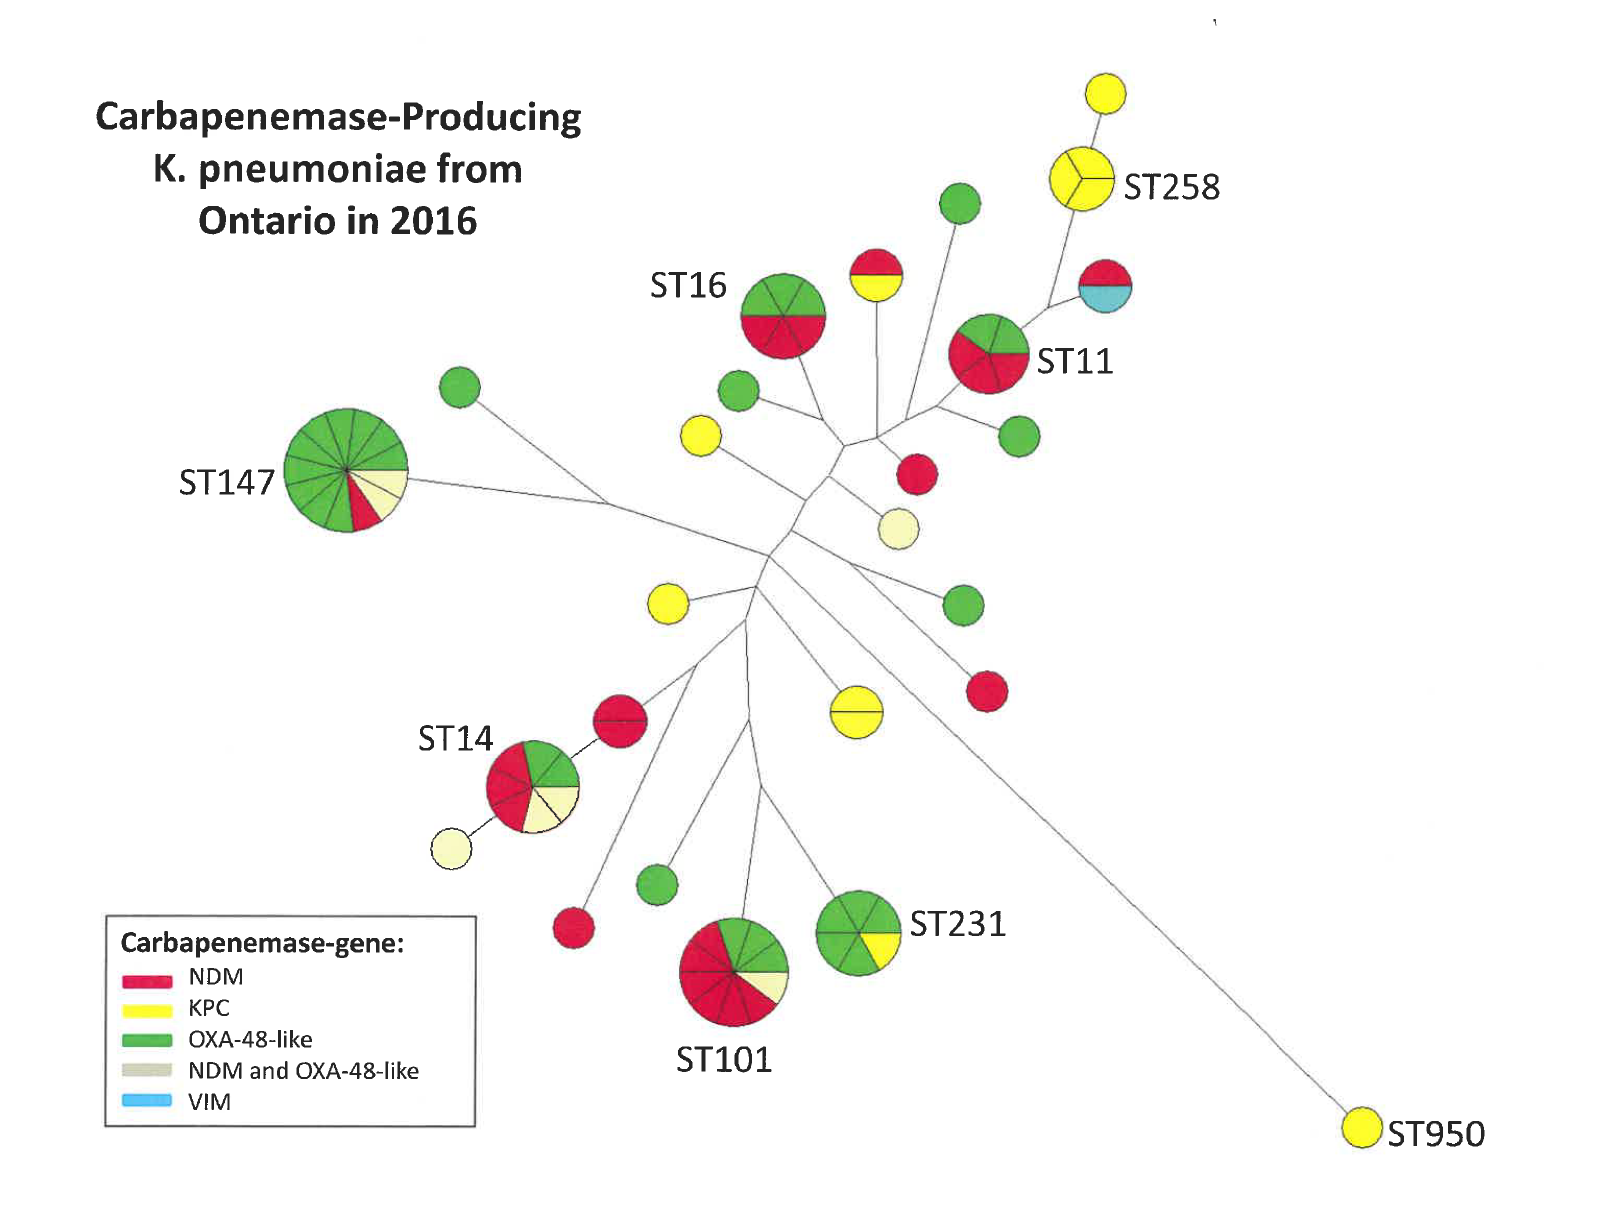 Carbapenemase-Producing
K. pneumoniae from
Ontario in 2016
ST258
ST16
ST11
ST147
ST14
ST231
ST101
ST950
Carbapenemase-gene:
NDM
KPC
OXA-48-like
NDM and OXA-48-like
VIM